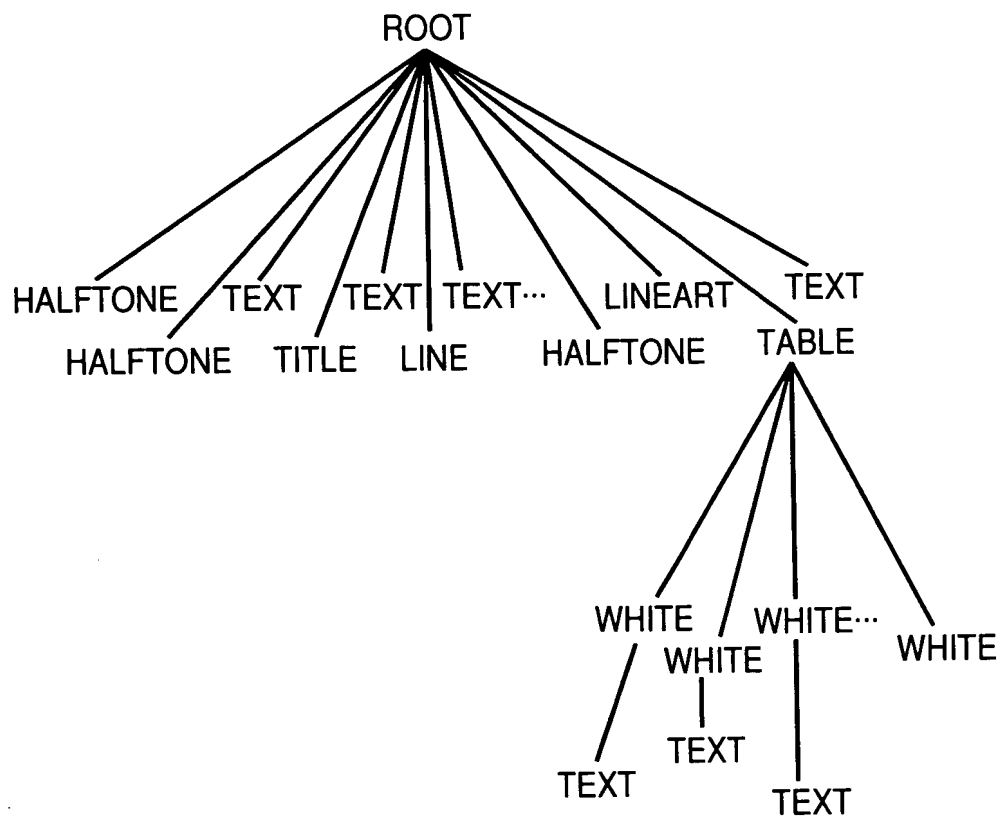 ROOT
HALFTONE TEXT TEXT TEXT··· LINEART TEXT
HALFTONE TITLE LINE HALFTONE TABLE
WHITE WHITE··· WHITE
WHITE
TEXT
TEXT
TEXT